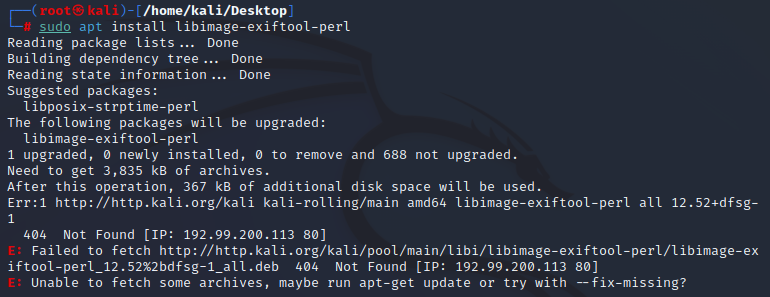 ┌──(root㉿kali)-[/home/kali/Desktop]
└─# sudo apt install libimage-exiftool-perl
Reading package lists... Done
Building dependency tree... Done
Reading state information... Done
Suggested packages:
  libposix-strptime-perl
The following packages will be upgraded:
  libimage-exiftool-perl
1 upgraded, 0 newly installed, 0 to remove and 688 not upgraded.
Need to get 3,835 kB of archives.
After this operation, 367 kB of additional disk space will be used.
Err:1 http://http.kali.org/kali kali-rolling/main amd64 libimage-exiftool-perl all 12.52+dfsg-
1
  404  Not Found [IP: 192.99.200.113 80]
E: Failed to fetch http://http.kali.org/kali/pool/main/libi/libimage-exiftool-perl/libimage-ex
iftool-perl_12.52%2bdfsg-1_all.deb  404  Not Found [IP: 192.99.200.113 80]
E: Unable to fetch some archives, maybe run apt-get update or try with --fix-missing?